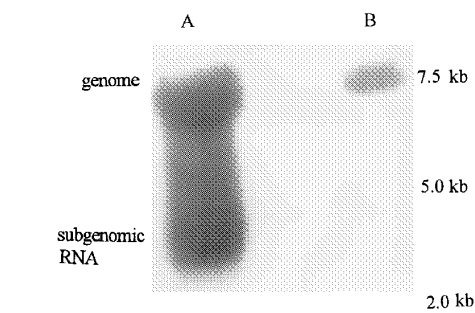 A B
genome 7.5 kb
5.0 kb
subgenomic
RNA
2.0 kb